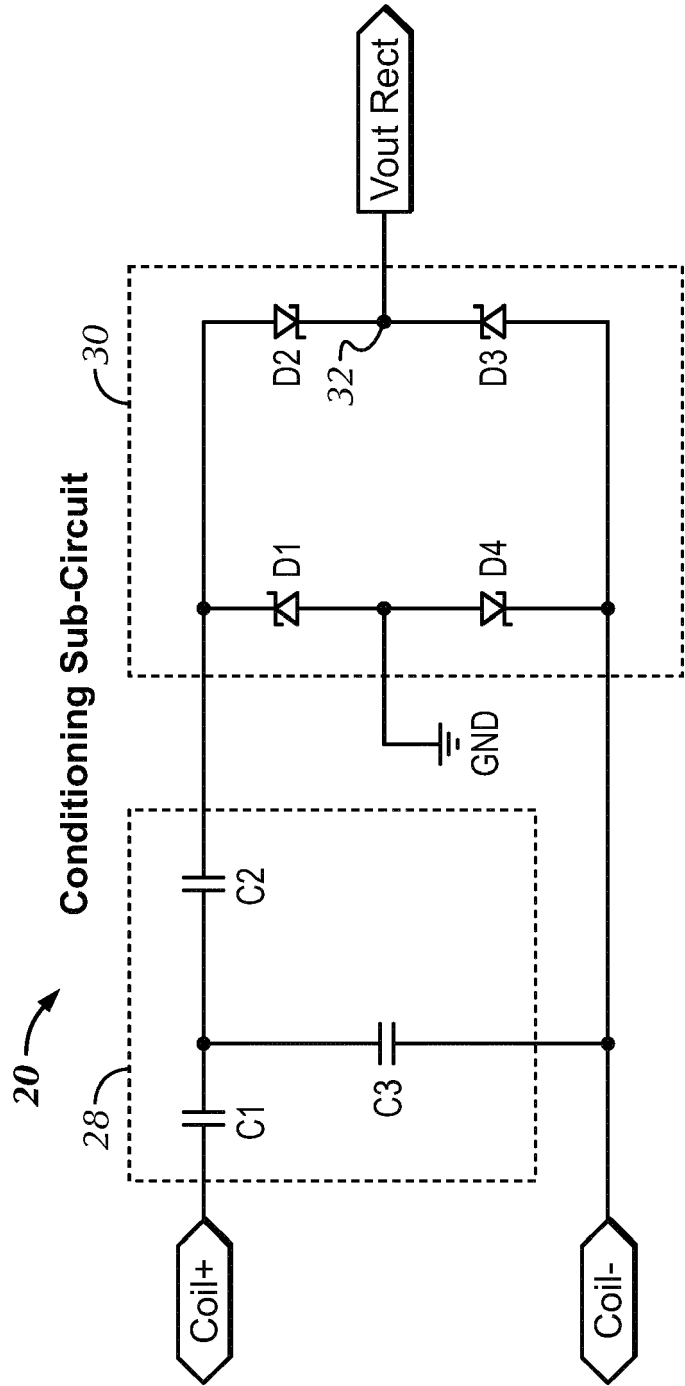 Conditioning Sub-Circuit
20
28
30
Coil+
C1
C2
C3
GND
D1
D2
32
D3
D4
Vout Rect
Coil-